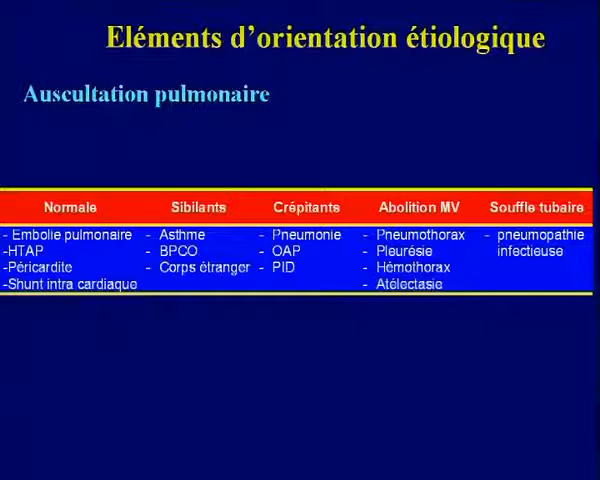 Eléments d'orientation étiologique
Auscultation pulmonaire
Normale Sibilants Crépitants Abolition MV Souffle tubaire
- Embolie pulmonaire - Asthme - Pneumonie - Pneumothorax - pneumopathie
-HTAP - BPCO - OAP - Pleurésie infectieuse
-Péricardite - Corps étranger - PID - Hémothorax
-Shunt intra cardiaque - Atélectasie